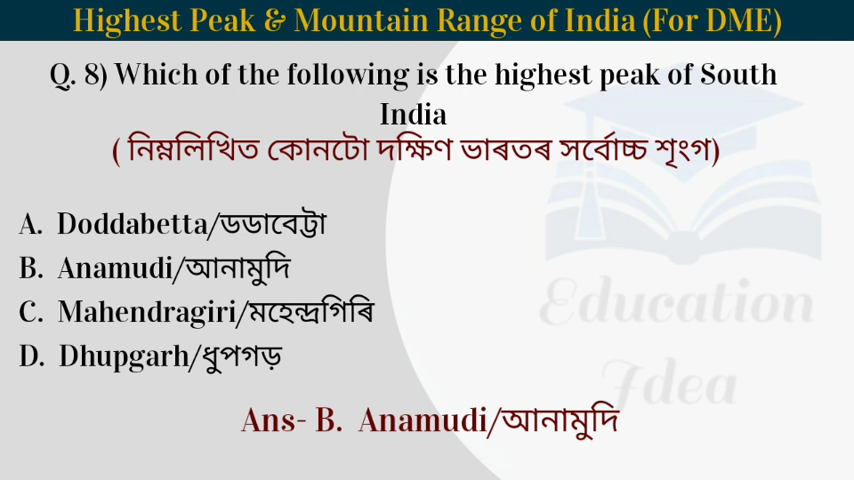 Highest Peak & Mountain Range of India (For DME)
Q. 8) Which of the following is the highest peak of South
India
( নিম্নলিখিত কোনটো দক্ষিণ ভাৰতৰ সৰ্বোচ্চ শৃংগ)
A. Doddabetta/ডডাবেট্টা
B. Anamudi/আনামুদি
C. Mahendragiri/মহেন্দ্ৰগিৰি
D. Dhupgarh/ধুপগড়
Education
Idea
Ans- B. Anamudi/আনামুদি